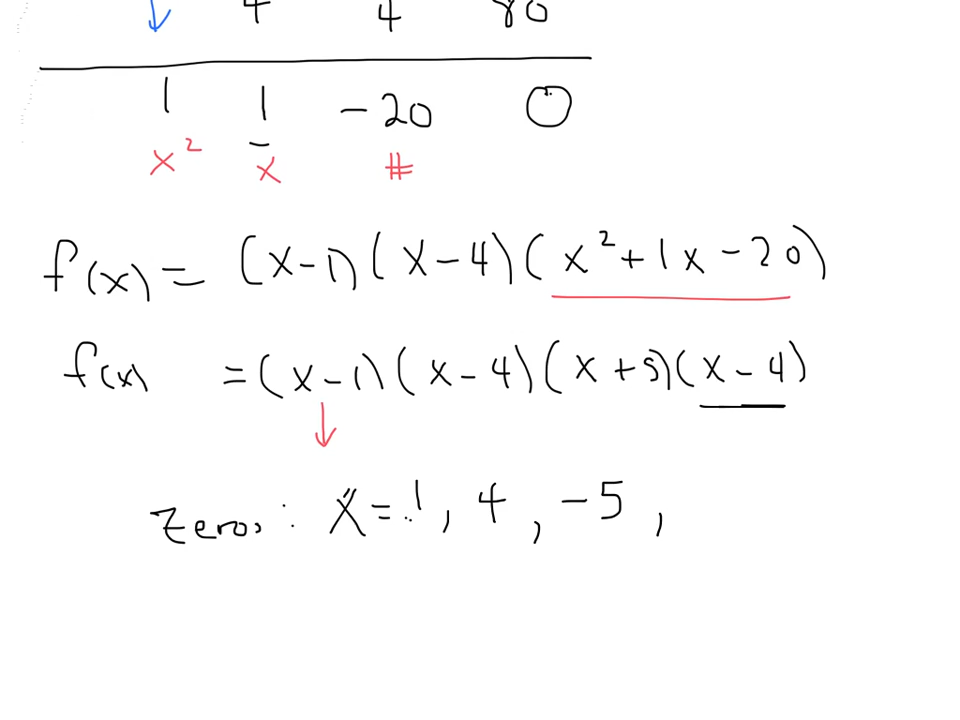 ↓ 4 4 80
1 1 -20 0
x² x #
f(x) = (x-1)(x-4)(x²+1x-20)
f(x) = (x-1)(x-4)(x+5)(x-4)
Zeros: x = 1, 4, -5,